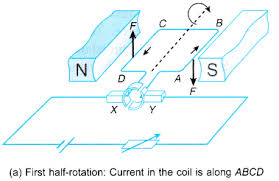 C
B
F
N
D
A
S
F
X
Y
(a) First half-rotation: Current in the coil is along ABCD